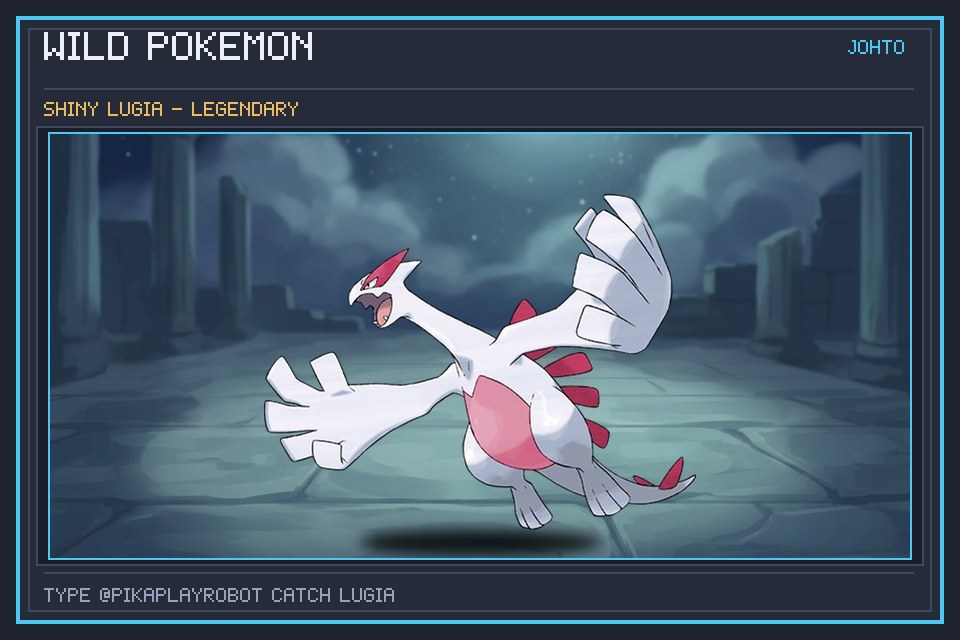 WILD POKEMON
JOHTO
SHINY LUGIA - LEGENDARY
TYPE @PIKAPLAYROBOT CATCH LUGIA